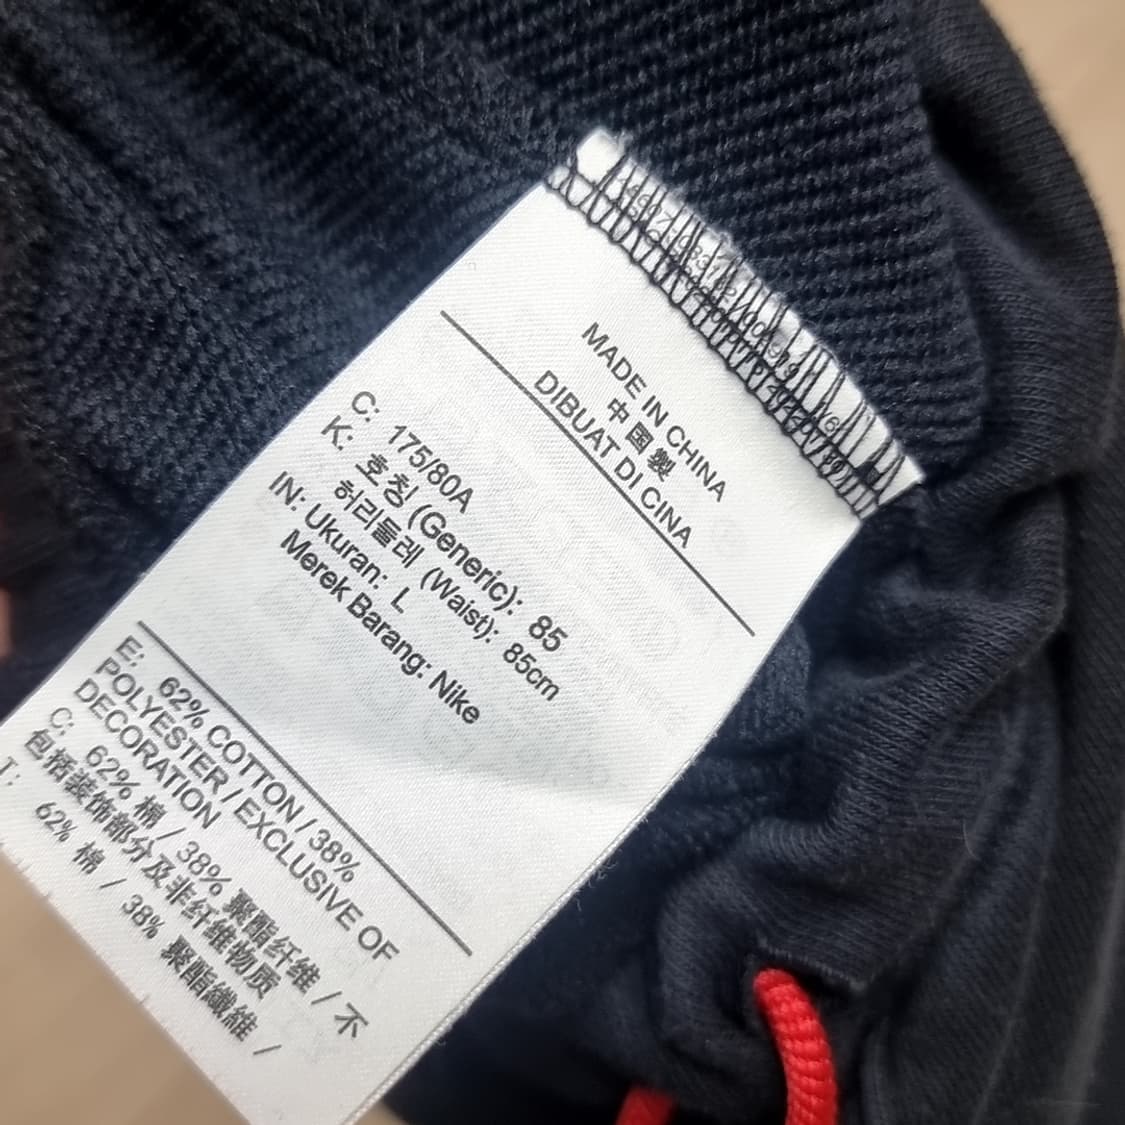 MADE IN CHINA
中国製
DIBUAT DI CINA
C: 175/80A
K: 호칭 (Generic): 85
허리둘레 (Waist): 85cm
IN: Ukuran: L
Merek Barang: Nike
E: 62% COTTON / 38%
POLYESTER / EXCLUSIVE OF
DECORATION
C: 62% 棉 / 38% 聚酯纤维 / 不
包括装饰部分及非纤维物质
T: 62% 棉 / 38% 聚酯纖維 /